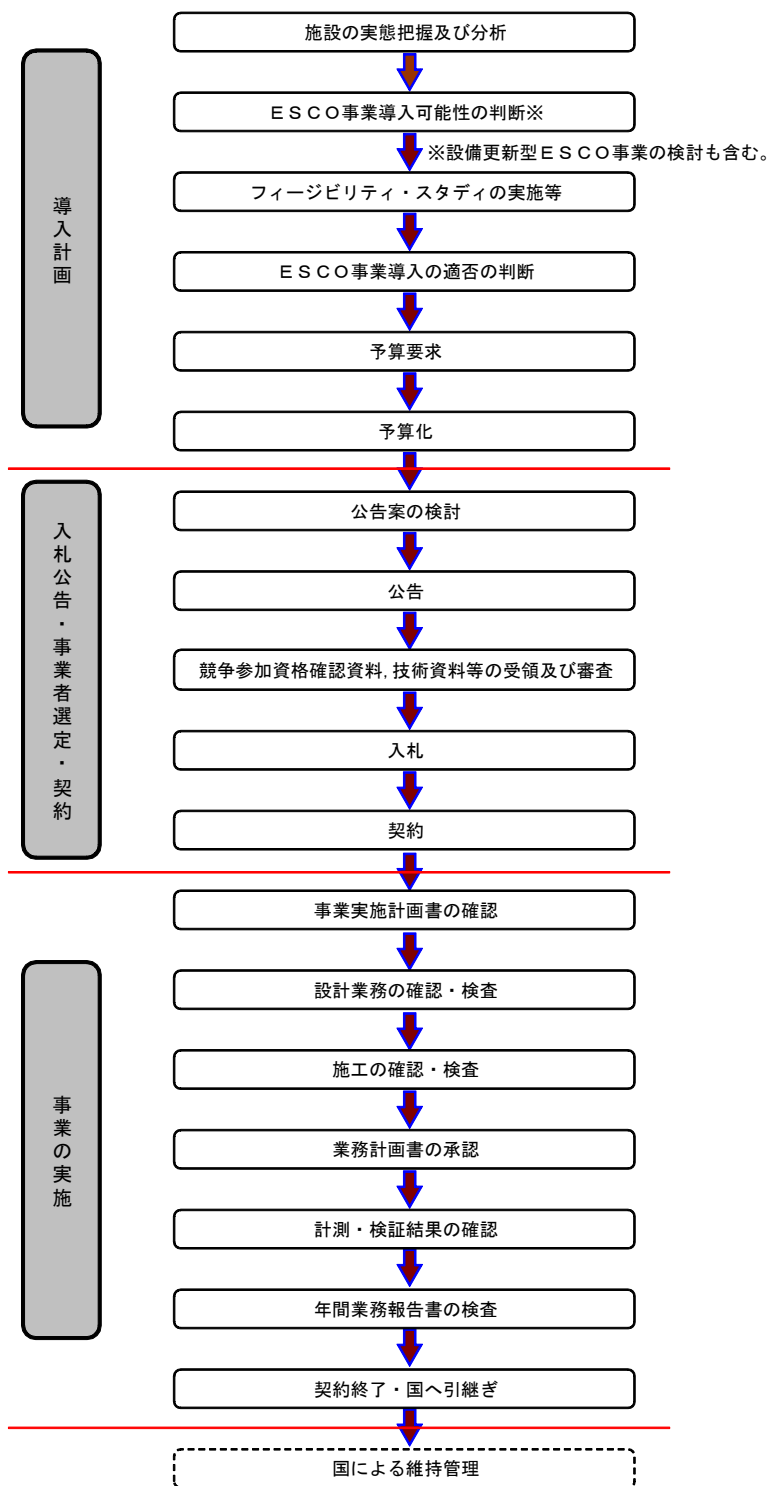 施設の実態把握及び分析
ＥＳＣＯ事業導入可能性の判断※
※設備更新型ＥＳＣＯ事業の検討も含む。
フィージビリティ・スタディの実施等
ＥＳＣＯ事業導入の適否の判断
予算要求
予算化
導入計画
公告案の検討
公告
競争参加資格確認資料，技術資料等の受領及び審査
入札
契約
入札公告・事業者選定・契約
事業実施計画書の確認
設計業務の確認・検査
施工の確認・検査
業務計画書の承認
計測・検証結果の確認
年間業務報告書の検査
契約終了・国へ引継ぎ
事業の実施
国による維持管理